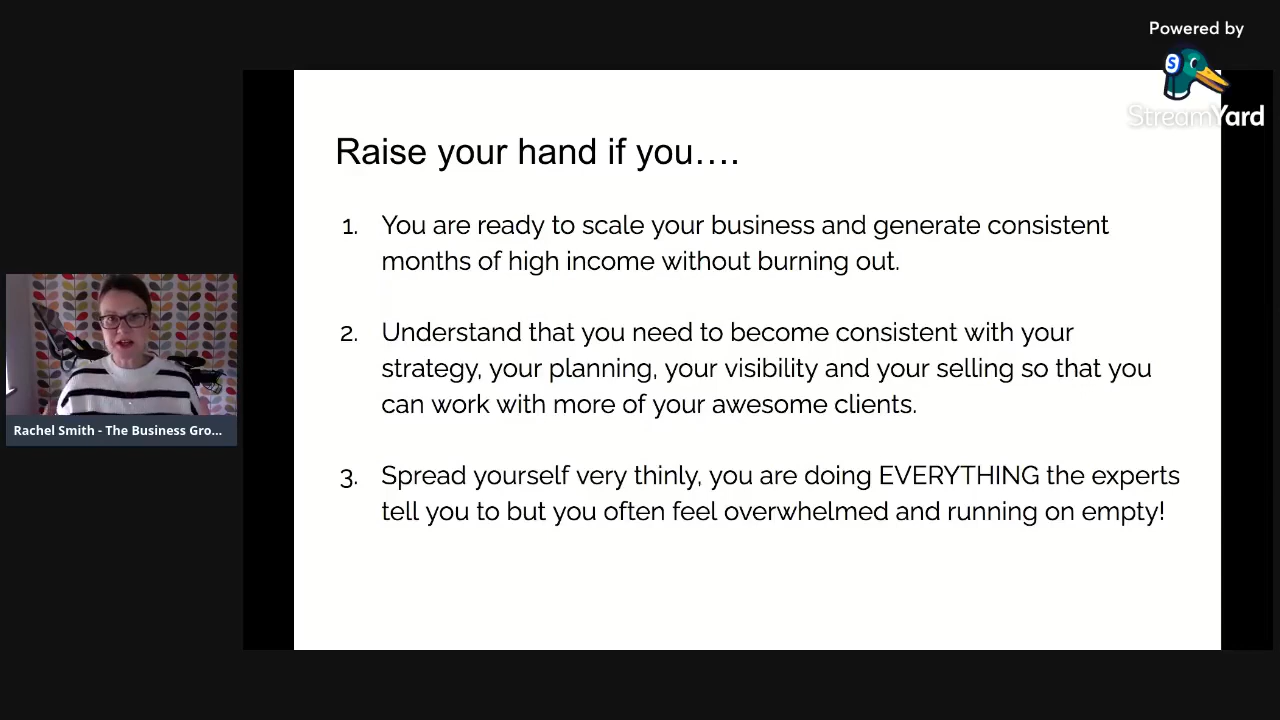 Powered by
S
StreamYard
Raise your hand if you….
1. You are ready to scale your business and generate consistent
months of high income without burning out.
2. Understand that you need to become consistent with your
strategy, your planning, your visibility and your selling so that you
can work with more of your awesome clients.
3. Spread yourself very thinly, you are doing EVERYTHING the experts
tell you to but you often feel overwhelmed and running on empty!
Rachel Smith - The Business Gro...